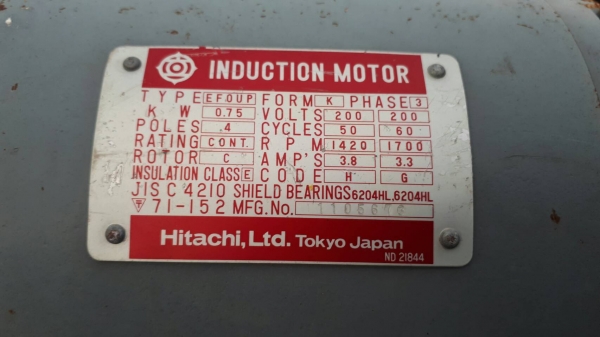 INDUCTION MOTOR
TYPE EFOUP FORM K PHASE 3
KW 0.75 VOLTS 200 200
POLES 4 CYCLES 50 60
RATING CONT. RPM 1420 1700
ROTOR C AMP'S 3.8 3.3
INSULATION CLASS E CODE H G
JIS C 4210 SHIELD BEARINGS 6204HL, 6204HL
〒 71-152 MFG. No.
Hitachi, Ltd. Tokyo Japan
ND 21844